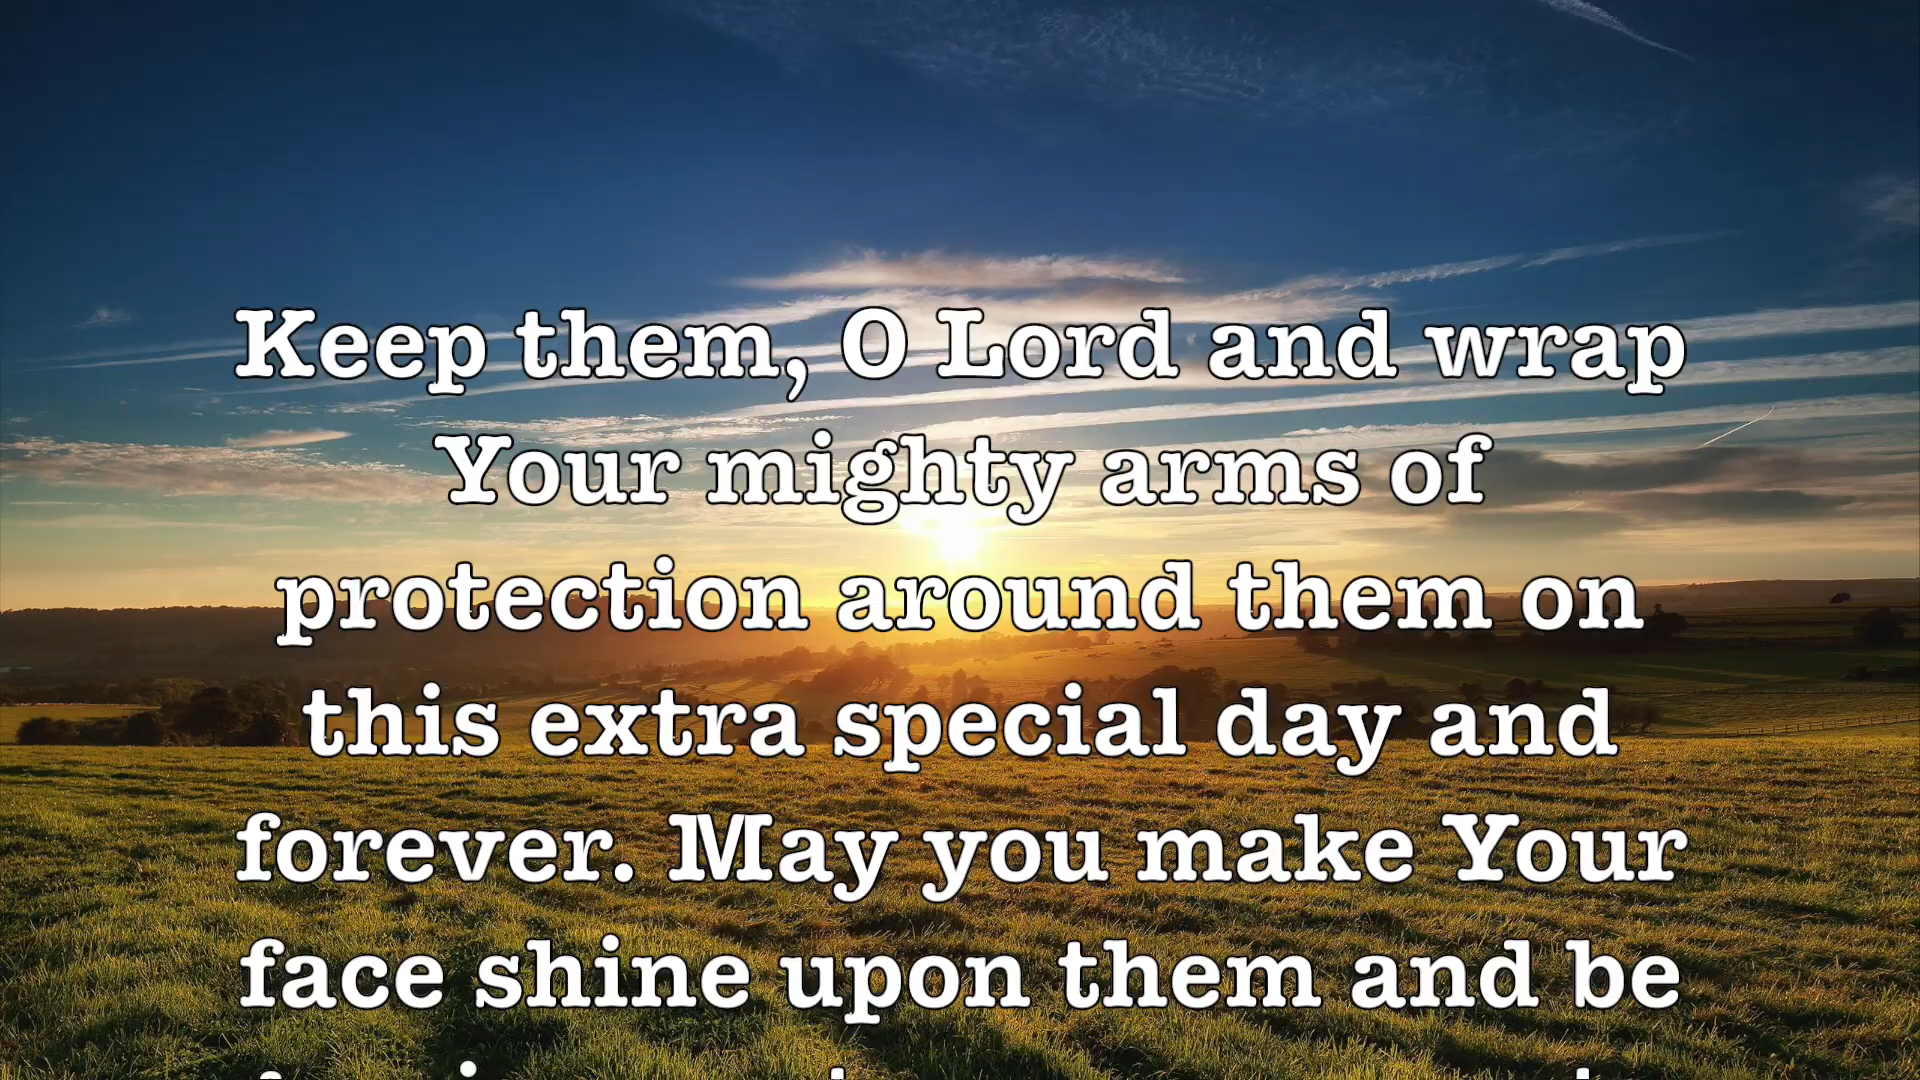 Keep them, O Lord and wrap
Your mighty arms of
protection around them on
this extra special day and
forever. May you make Your
face shine upon them and be